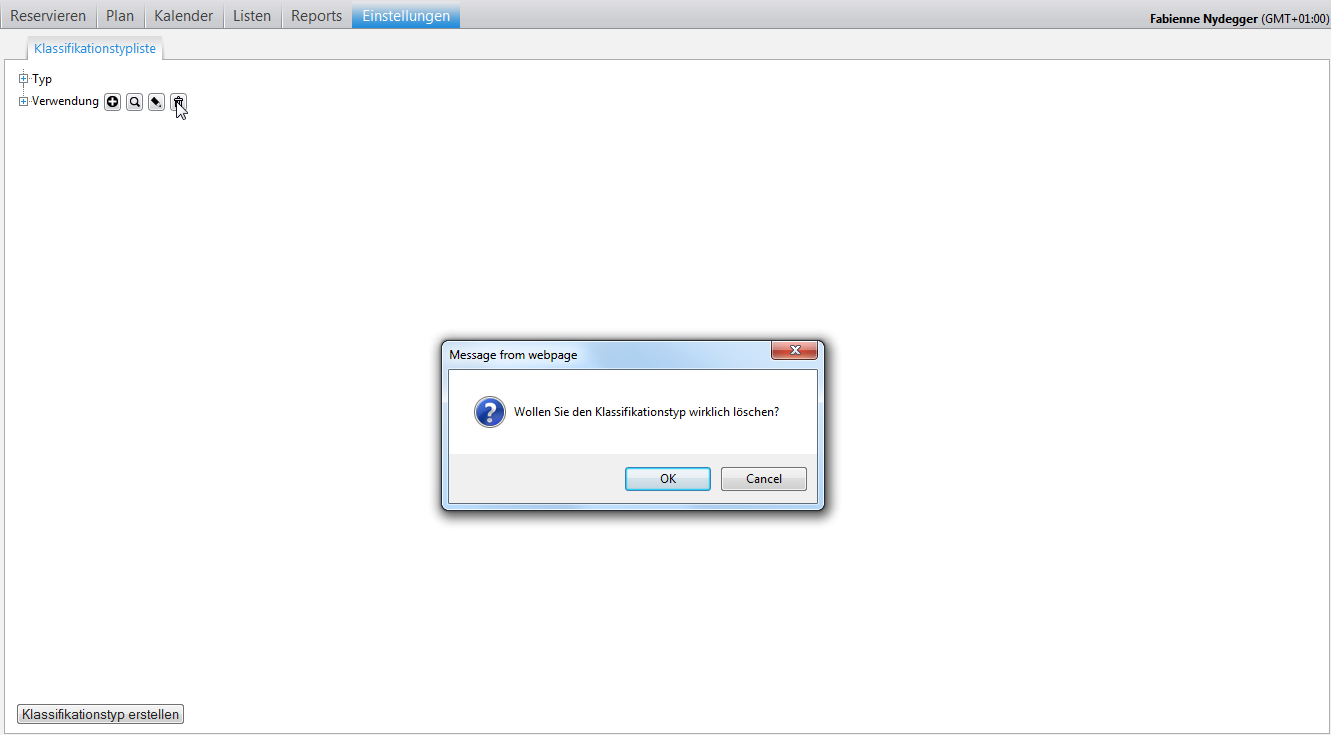 Reservieren Plan Kalender Listen Reports Einstellungen Fabienne Nydegger (GMT+01:00)
Klassifikationstypliste
Typ
Verwendung
Message from webpage
Wollen Sie den Klassifikationstyp wirklich löschen?
OK Cancel
Klassifikationstyp erstellen